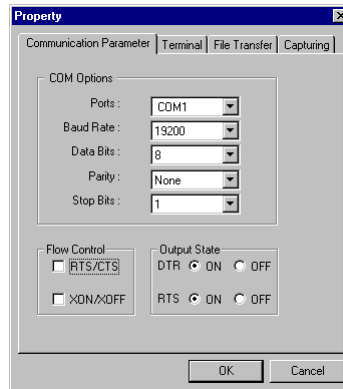 Property
Communication Parameter Terminal File Transfer Capturing
COM Options
Ports : COM1
Baud Rate : 19200
Data Bits : 8
Parity : None
Stop Bits : 1
Flow Control
RTS/CTS
XON/XOFF
Output State
DTR ON OFF
RTS ON OFF
OK Cancel